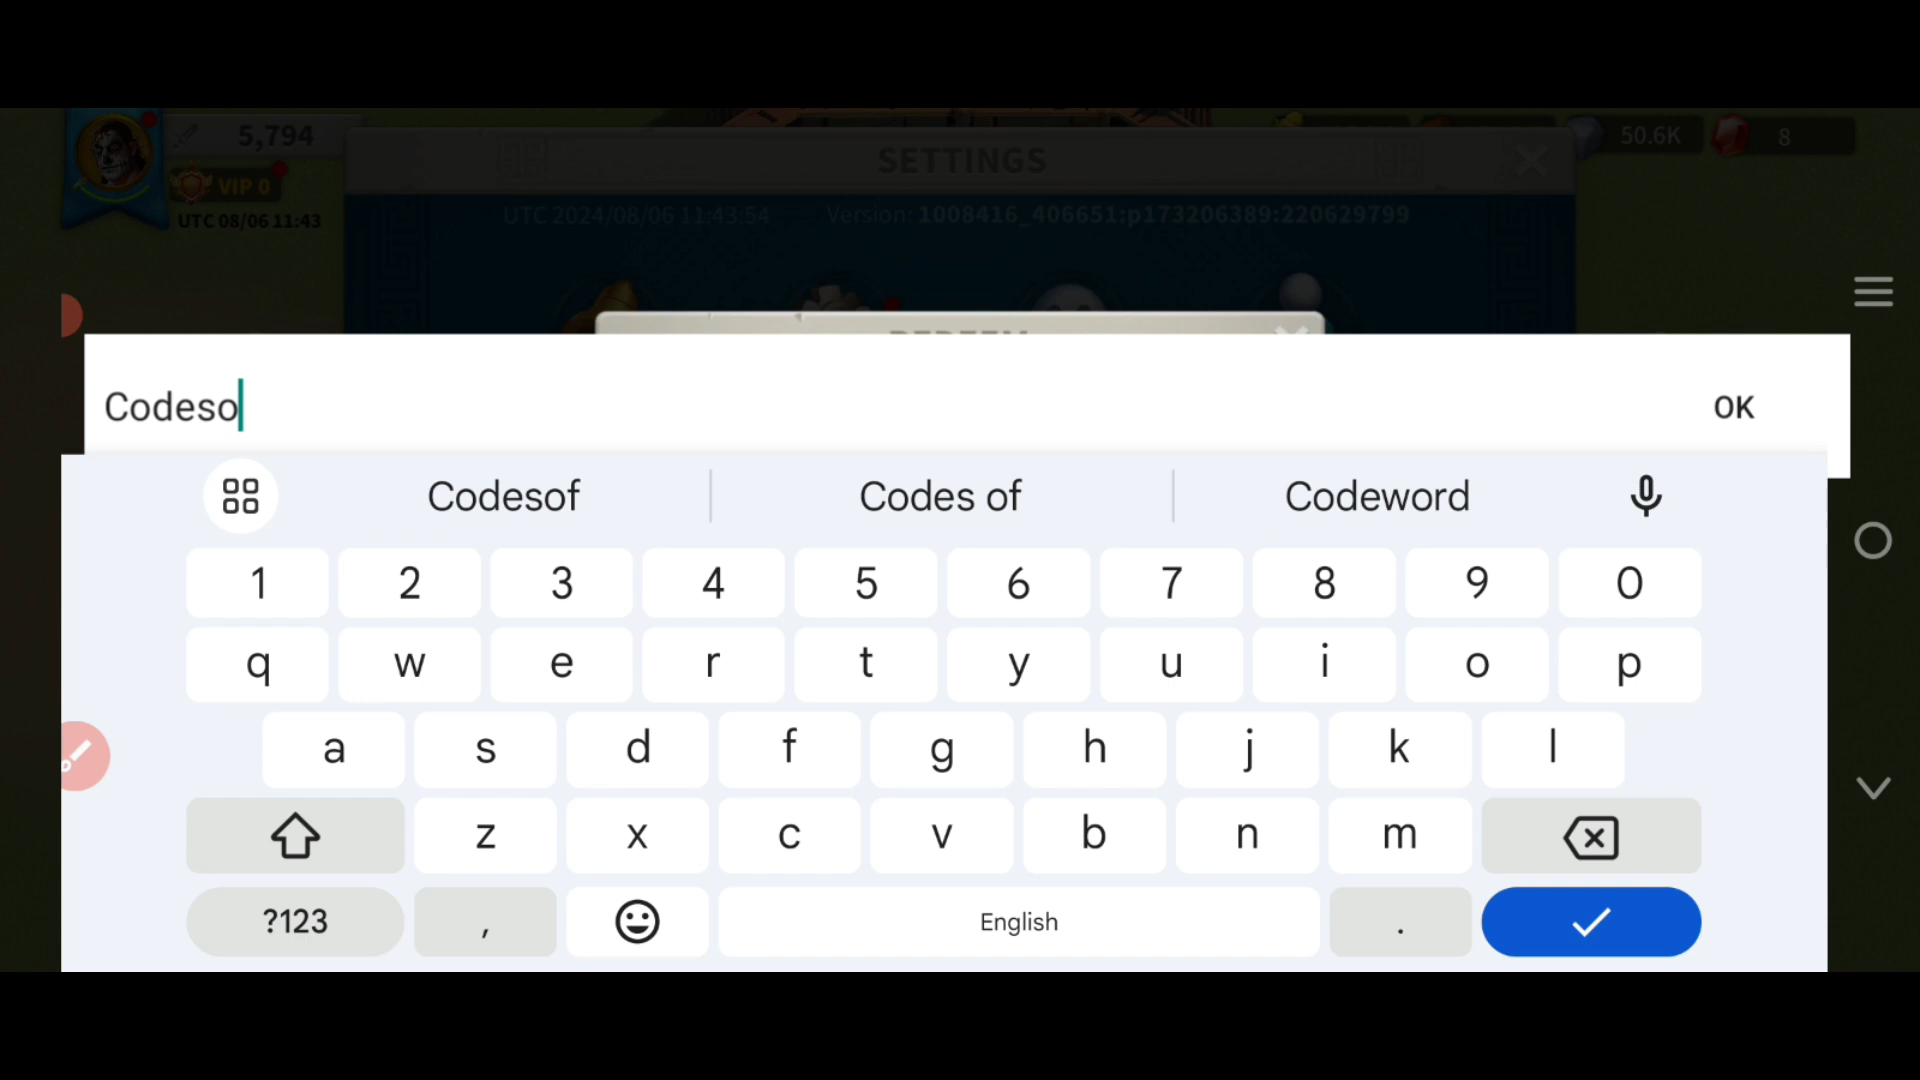 5,794
50.6K
8
SETTINGS
VIP 0
UTC 08/06 11:43
UTC 2024/08/06 11:43:54
Version: 1008416_406651:p173206389:220629799
REDEEM
Codeso
OK
Codesof
Codes of
Codeword
1 2 3 4 5 6 7 8 9 0
q w e r t y u i o p
a s d f g h j k l
z x c v b n m
?123 , English .